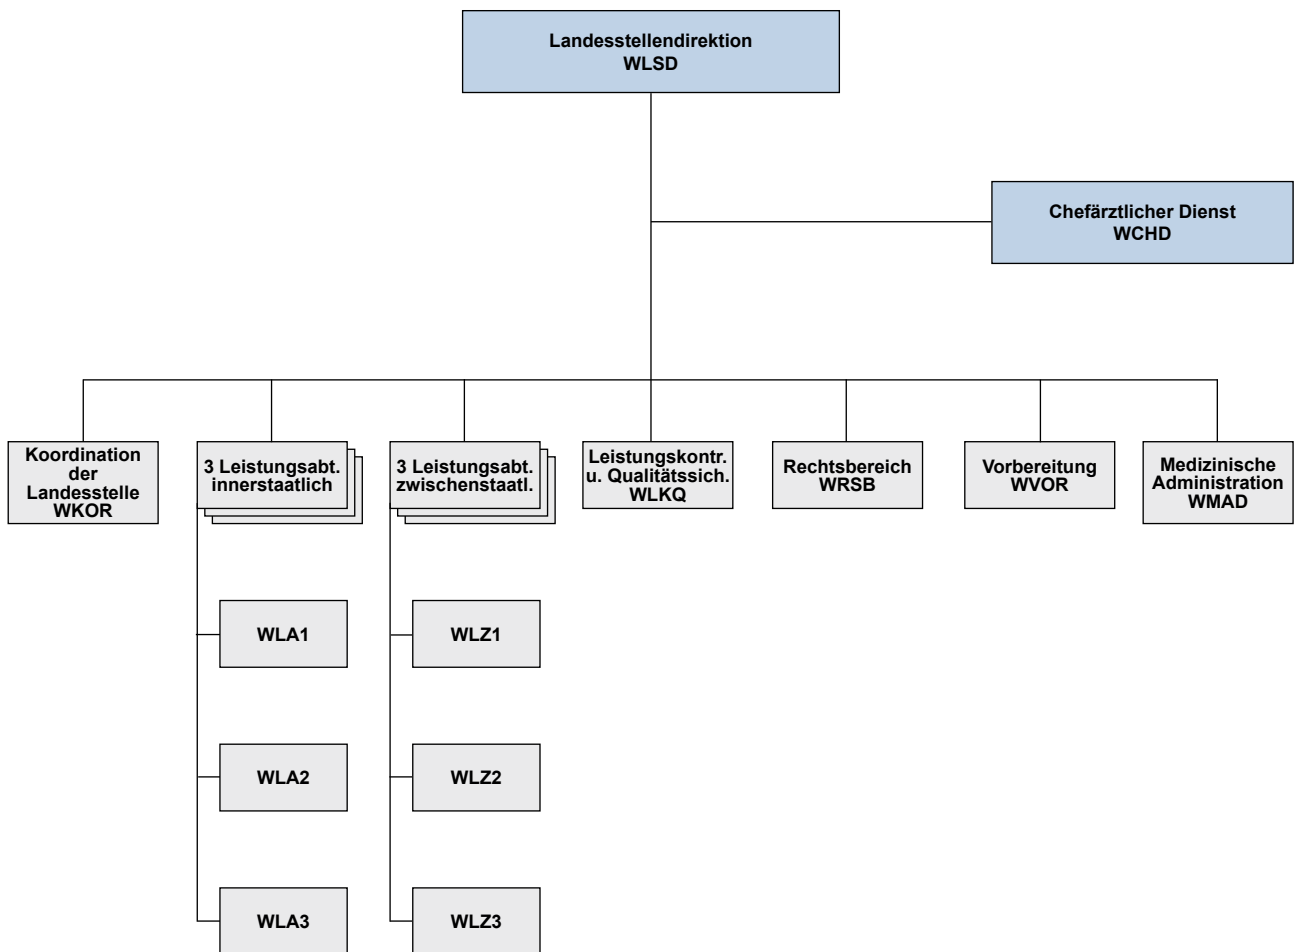 Landesstellendirektion
WLSD
Chefärztlicher Dienst
WCHD
Koordination
der
Landesstelle
WKOR
3 Leistungsabt.
innerstaatlich
3 Leistungsabt.
zwischenstaatl.
Leistungskontr.
u. Qualitätssich.
WLKQ
Rechtsbereich
WRSB
Vorbereitung
WVOR
Medizinische
Administration
WMAD
WLA1
WLZ1
WLA2
WLZ2
WLA3
WLZ3